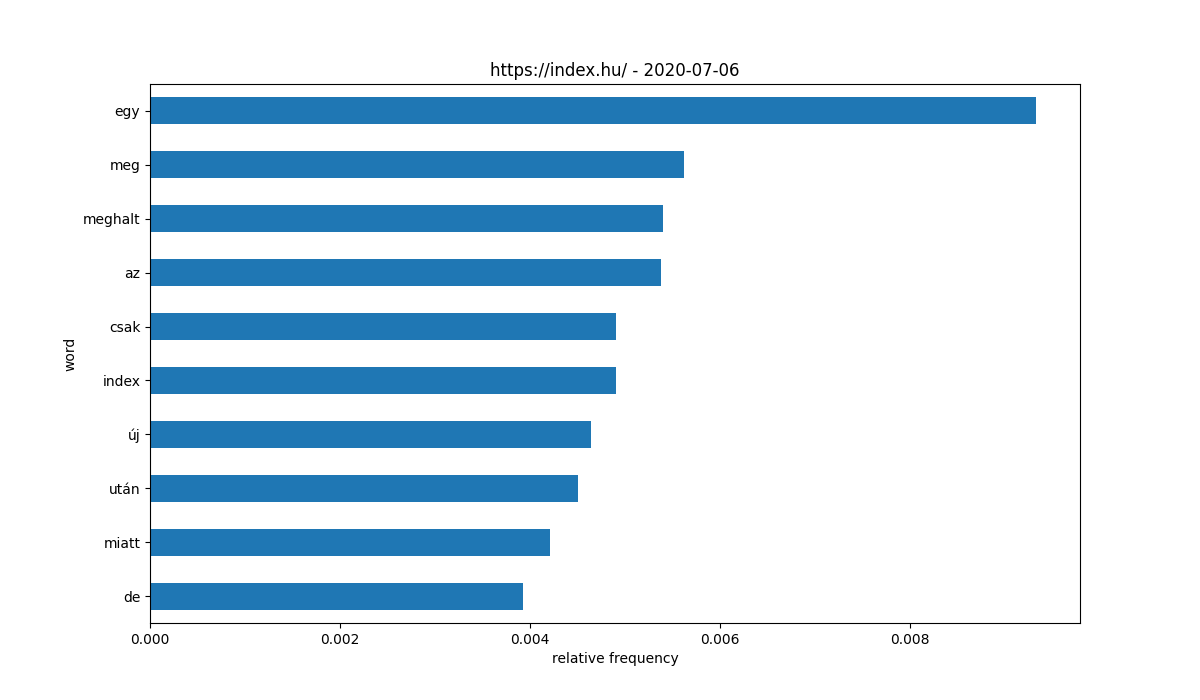 https://index.hu/ - 2020-07-06
egy
meg
meghalt
az
csak
index
új
után
miatt
de
word
0.000 0.002 0.004 0.006 0.008
relative frequency